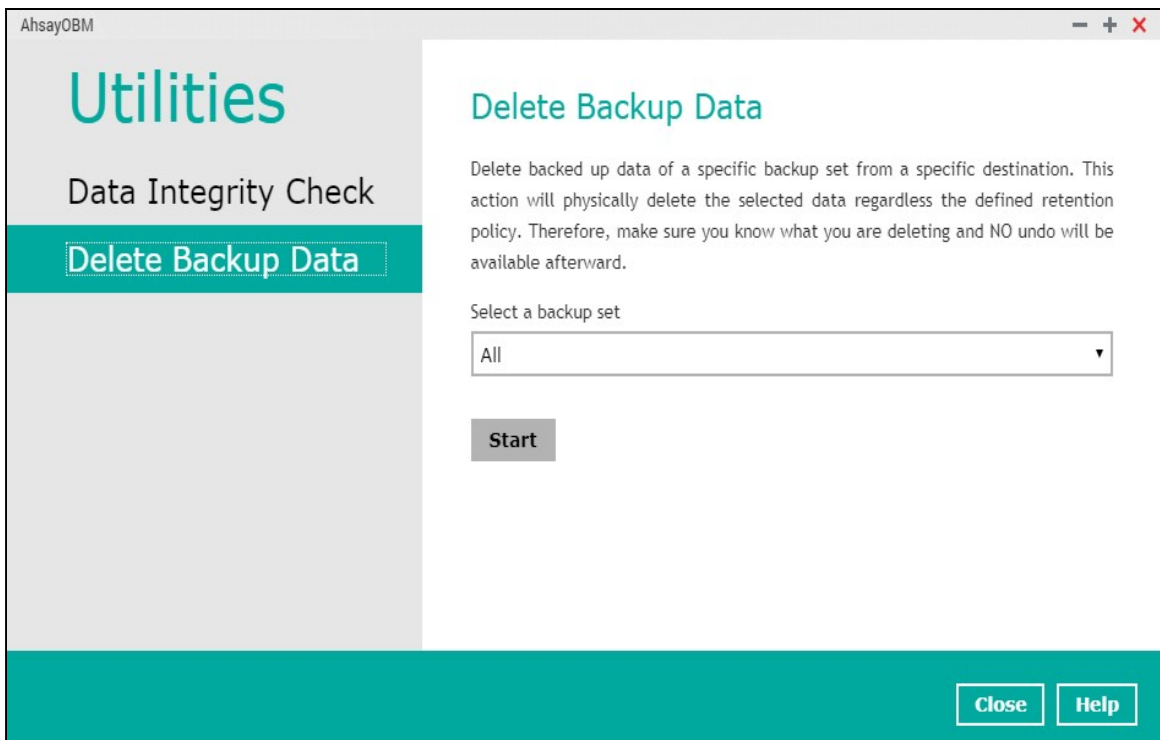 AhsayOBM
Utilities
Data Integrity Check
Delete Backup Data
Delete Backup Data
Delete backed up data of a specific backup set from a specific destination. This
action will physically delete the selected data regardless the defined retention
policy. Therefore, make sure you know what you are deleting and NO undo will be
available afterward.
Select a backup set
All
Start
Close
Help